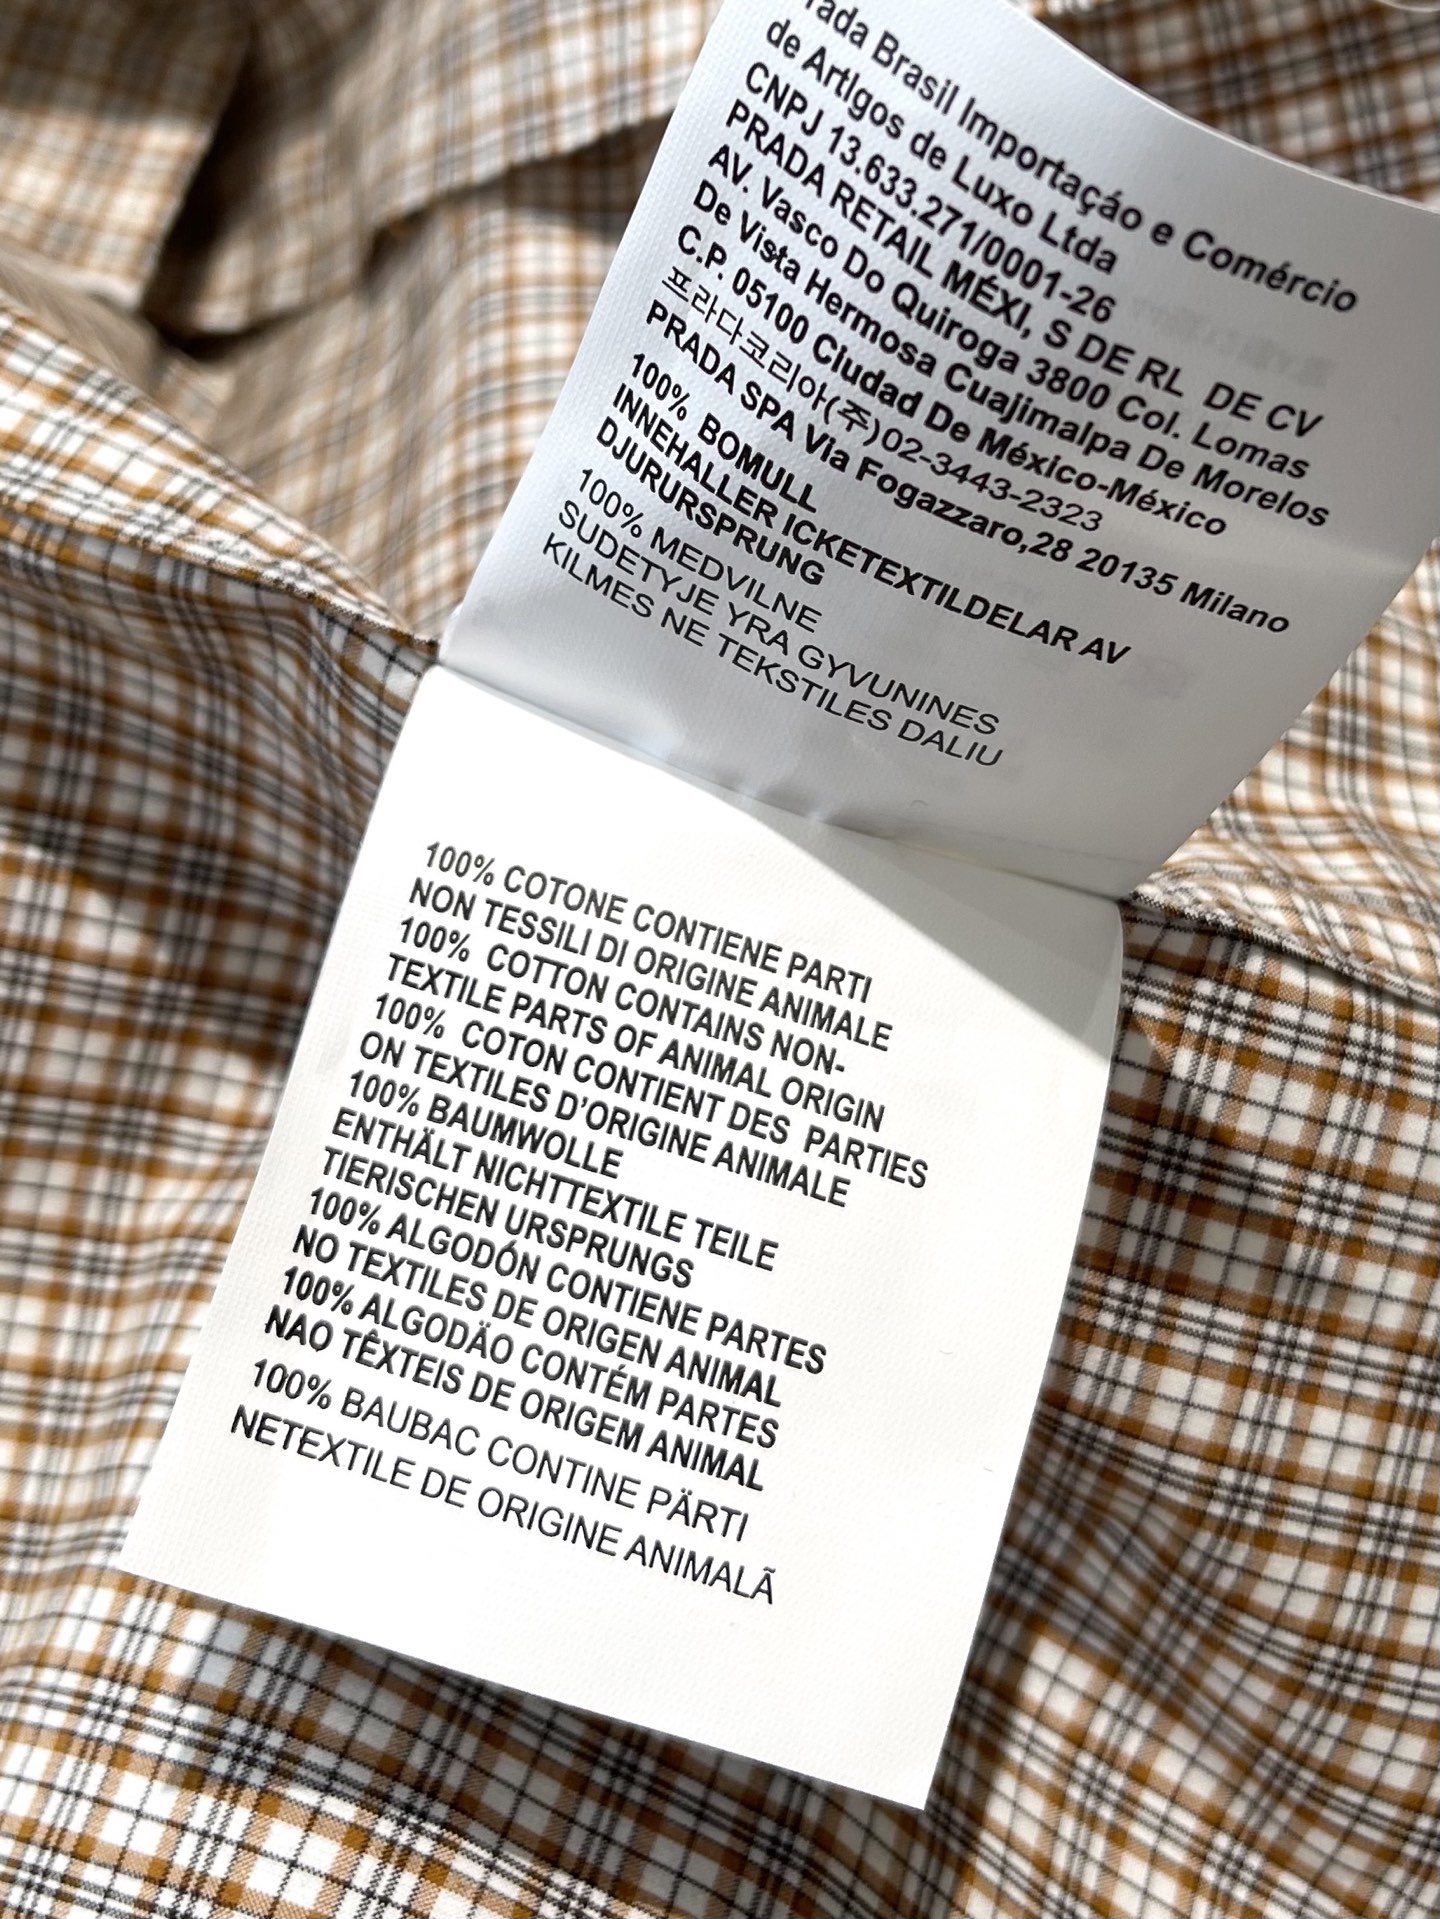 rada Brasil Importaçáo e Comércio
de Artigos de Luxo Ltda
CNPJ 13.633.271/0001-26
PRADA RETAIL MÉXI, S DE RL DE CV
AV. Vasco Do Quiroga 3800 Col. Lomas
De Vista Hermosa Cuajimalpa De Morelos
C.P. 05100 Ciudad De México-México
프라다코리아(주)02-3443-2323
PRADA SPA Via Fogazzaro,28 20135 Milano
100% BOMULL
INNEHALLER ICKETEXTILDELAR AV
DJURURSPRUNG
100% MEDVILNE
SUDETYJE YRA GYVUNINES
KILMES NE TEKSTILES DALIU
100% COTONE CONTIENE PARTI
NON TESSILI DI ORIGINE ANIMALE
100% COTTON CONTAINS NON-
TEXTILE PARTS OF ANIMAL ORIGIN
100% COTON CONTIENT DES PARTIES
ON TEXTILES D’ORIGINE ANIMALE
100% BAUMWOLLE
ENTHÄLT NICHTTEXTILE TEILE
TIERISCHEN URSPRUNGS
100% ALGODÓN CONTIENE PARTES
NO TEXTILES DE ORIGEN ANIMAL
100% ALGODÄO CONTÉM PARTES
NAO TÊXTEIS DE ORIGEM ANIMAL
100% BAUBAC CONTINE PÄRTI
NETEXTILE DE ORIGINE ANIMALÃ